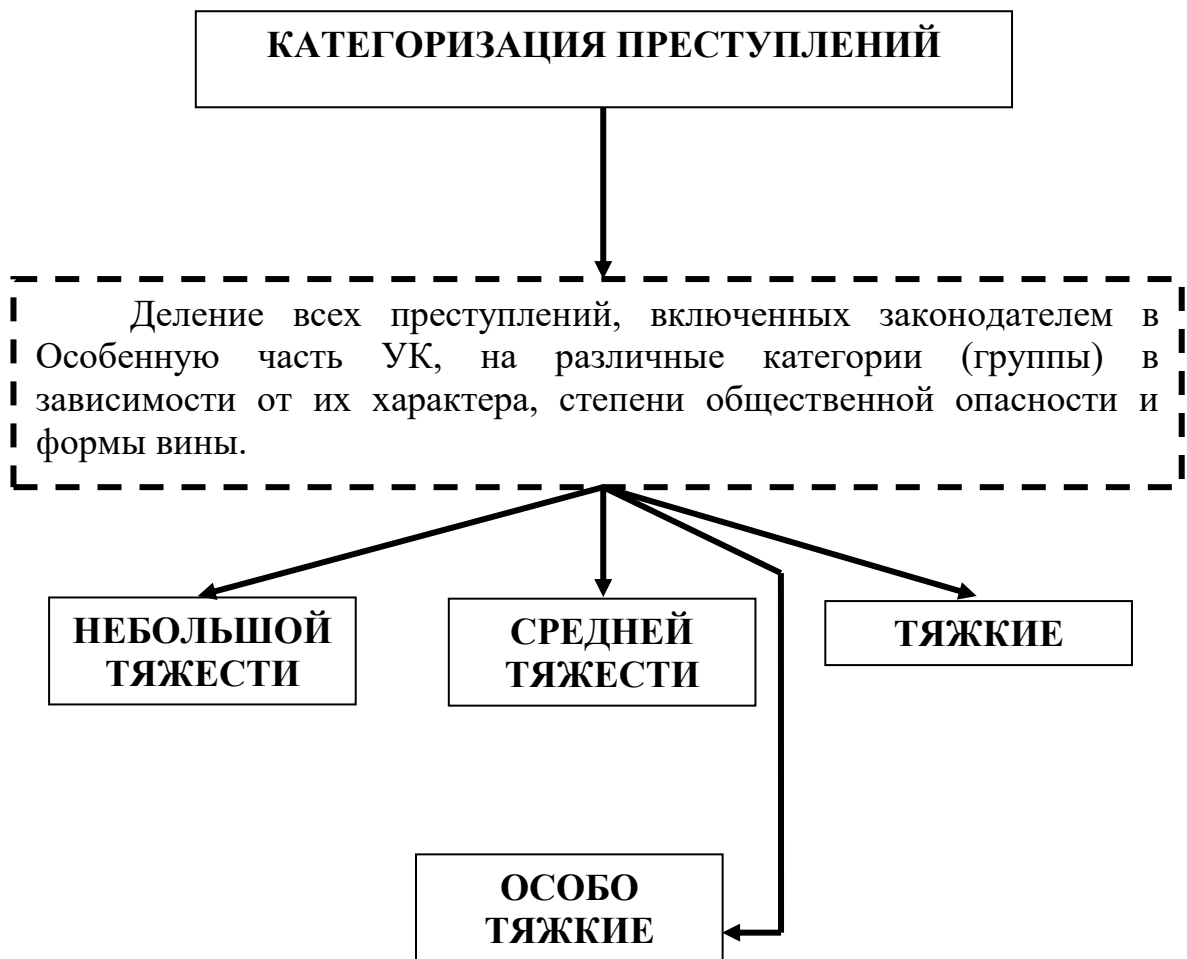 КАТЕГОРИЗАЦИЯ ПРЕСТУПЛЕНИЙ
Деление всех преступлений, включенных законодателем в
Особенную часть УК, на различные категории (группы) в
зависимости от их характера, степени общественной опасности и
формы вины.
НЕБОЛЬШОЙ
ТЯЖЕСТИ
СРЕДНЕЙ
ТЯЖЕСТИ
ТЯЖКИЕ
ОСОБО
ТЯЖКИЕ